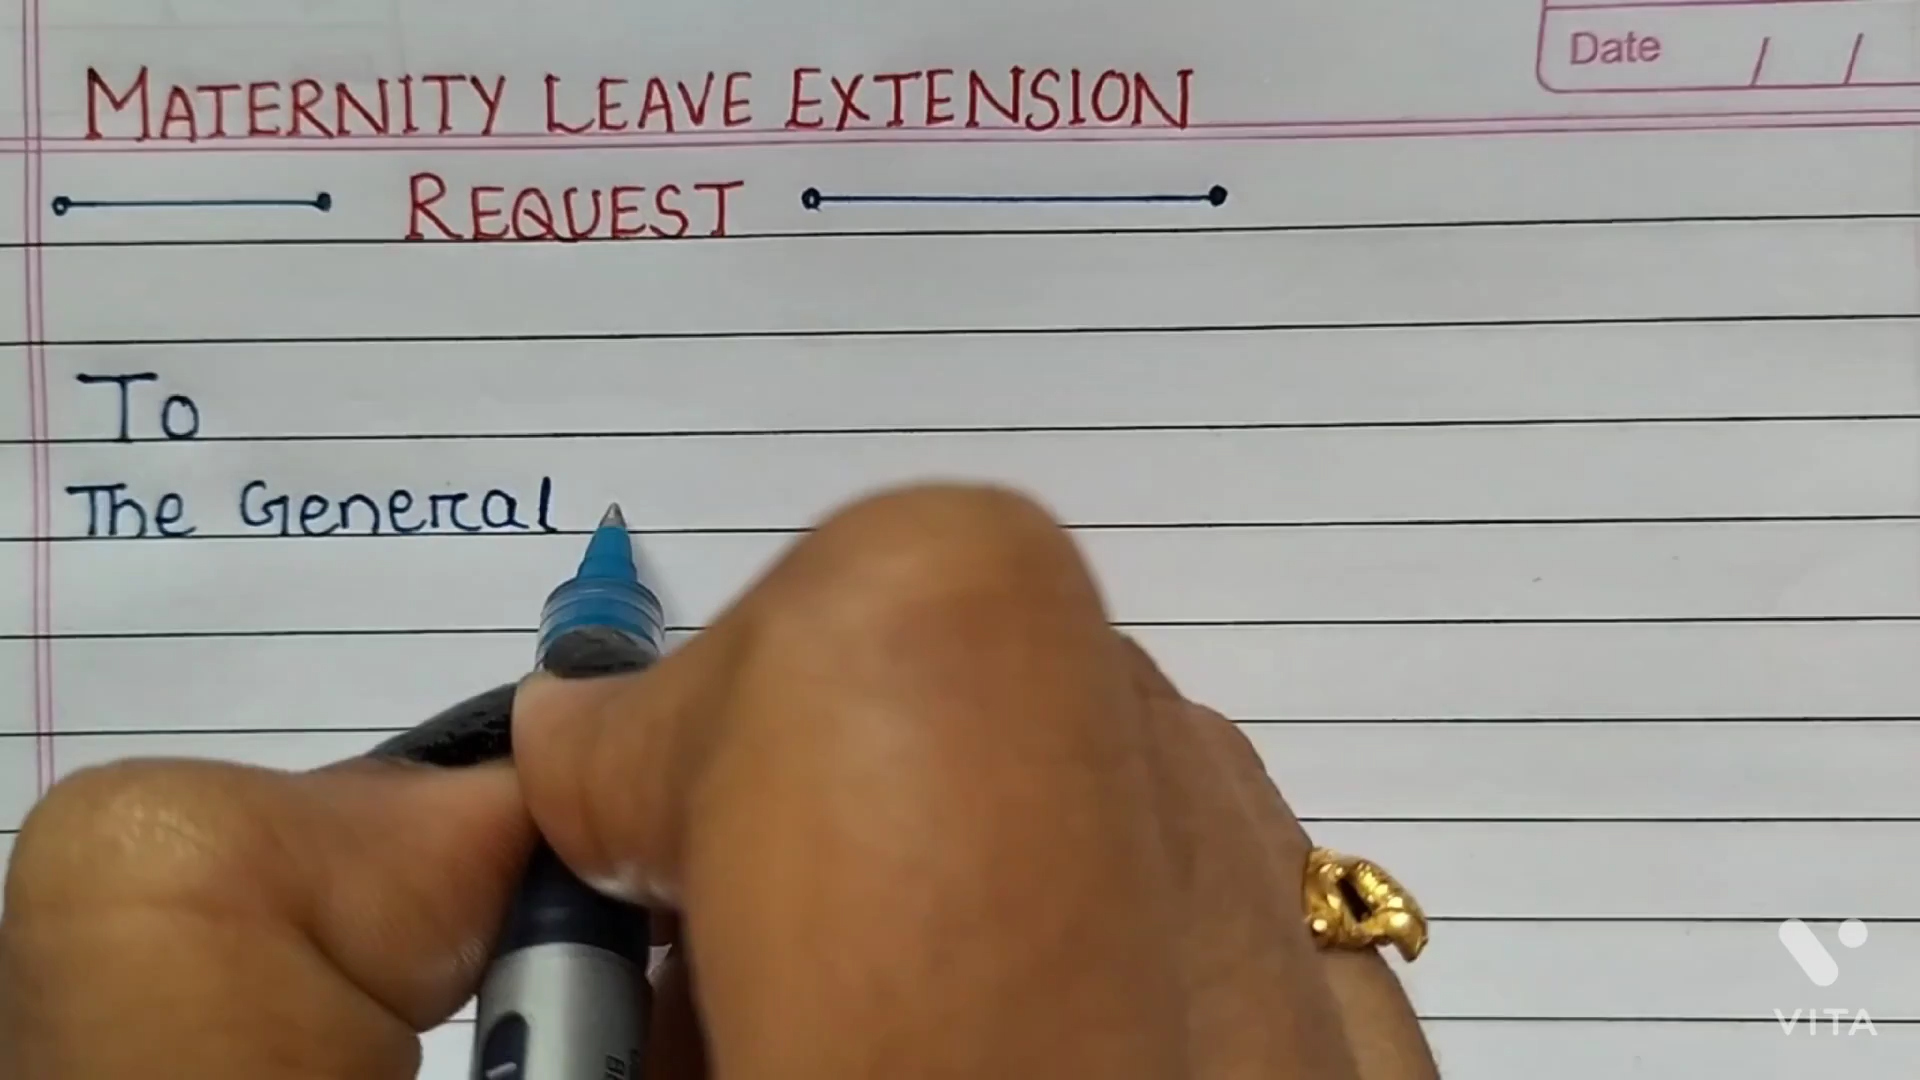 Date / /
MATERNITY LEAVE EXTENSION
REQUEST
To
The General
VITA